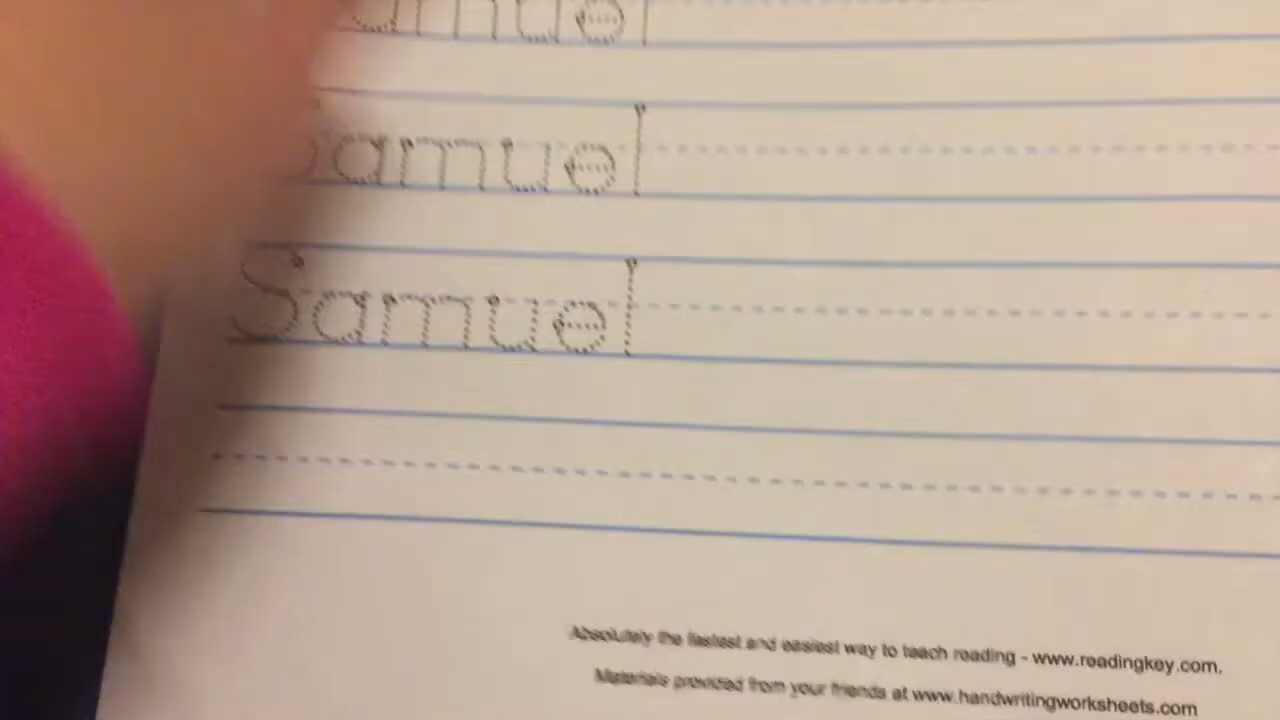 Samuel
Samuel
Samuel
Absolutely the fastest and easiest way to teach reading - www.readingkey.com.
Materials provided from your friends at www.handwritingworksheets.com